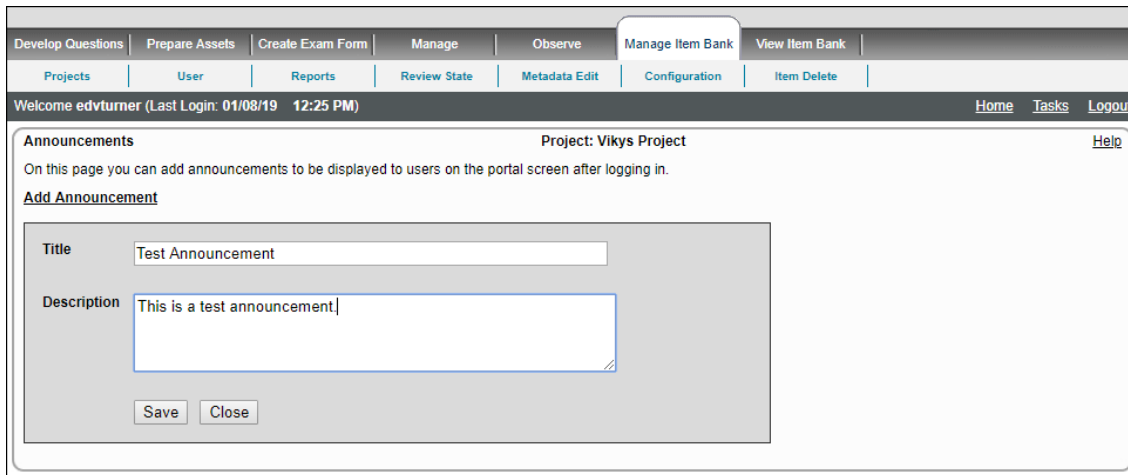 Develop Questions Prepare Assets Create Exam Form Manage Observe Manage Item Bank View Item Bank
Projects User Reports Review State Metadata Edit Configuration Item Delete
Welcome edvturner (Last Login: 01/08/19 12:25 PM) Home Tasks Logou
Announcements Project: Vikys Project Help
On this page you can add announcements to be displayed to users on the portal screen after logging in.
Add Announcement
Title Test Announcement
Description This is a test announcement.
Save Close